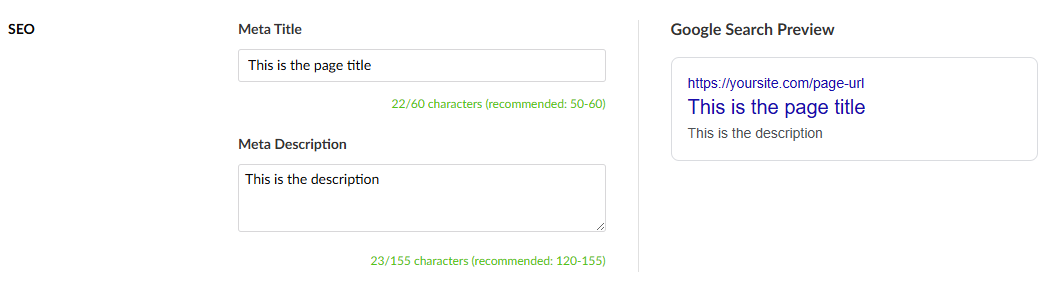 SEO
Meta Title
This is the page title
22/60 characters (recommended: 50-60)
Meta Description
This is the description
23/155 characters (recommended: 120-155)
Google Search Preview
https://yoursite.com/page-url
This is the page title
This is the description